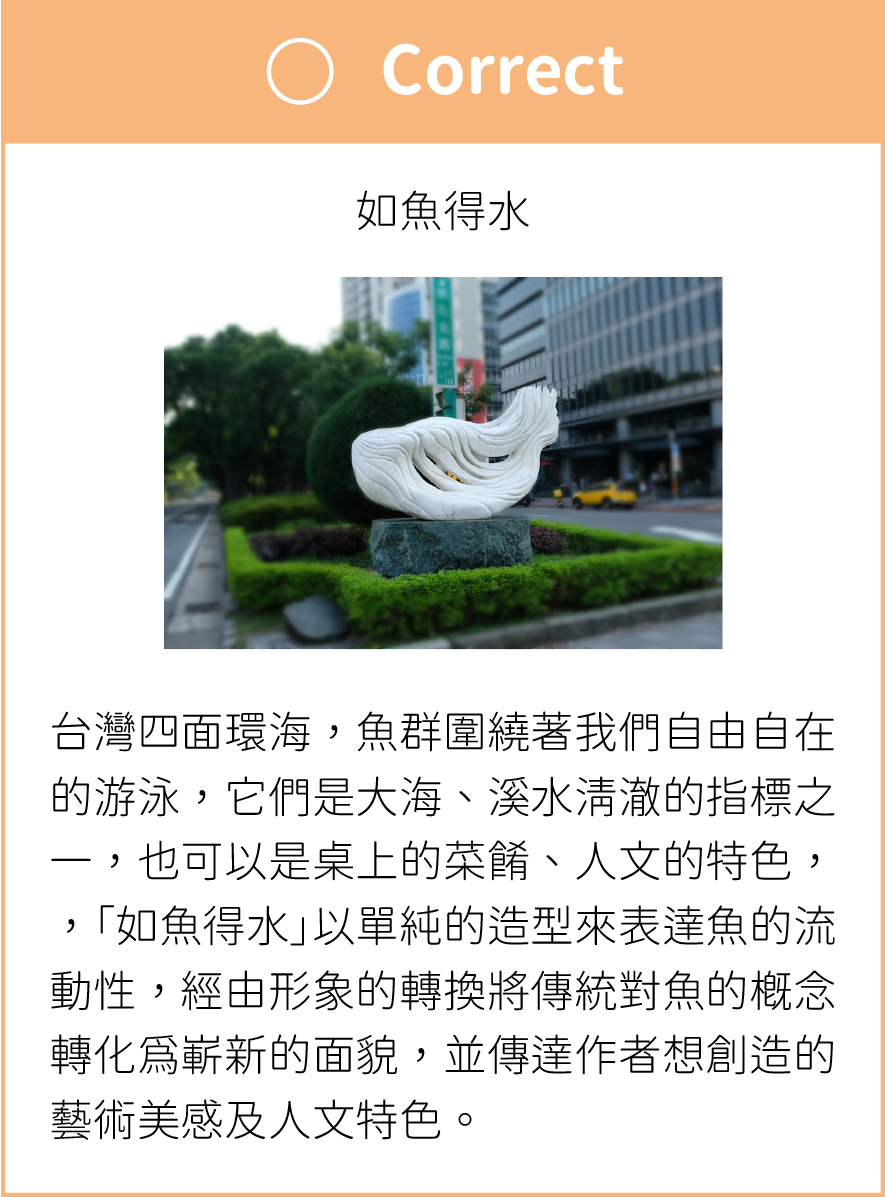 Correct
如魚得水
台灣四面環海，魚群圍繞著我們自由自在
的游泳，它們是大海、溪水清澈的指標之
一，也可以是桌上的菜餚、人文的特色，
，「如魚得水」以單純的造型來表達魚的流
動性，經由形象的轉換將傳統對魚的概念
轉化為嶄新的面貌，並傳達作者想創造的
藝術美感及人文特色。